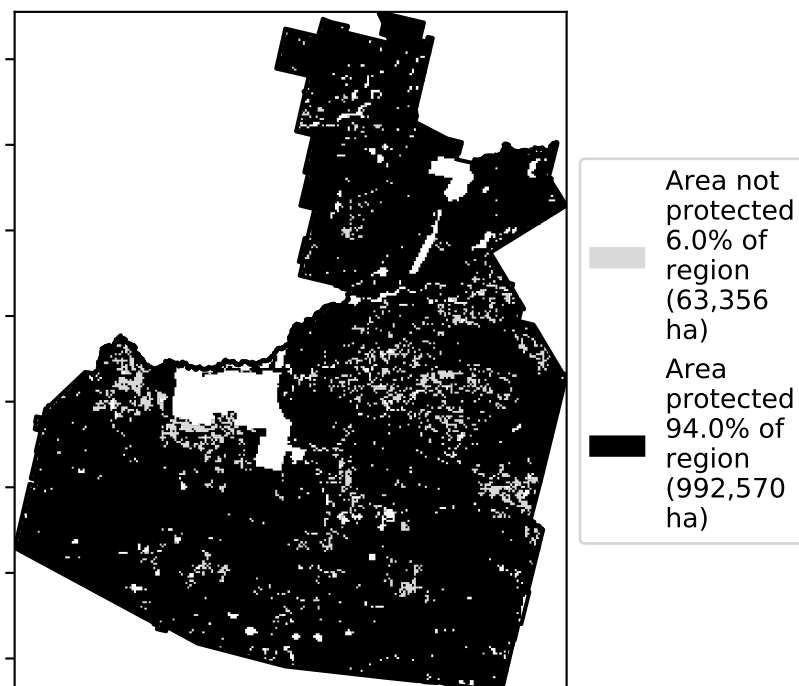 Area not
protected
6.0% of
region
(63,356
ha)
Area
protected
94.0% of
region
(992,570
ha)